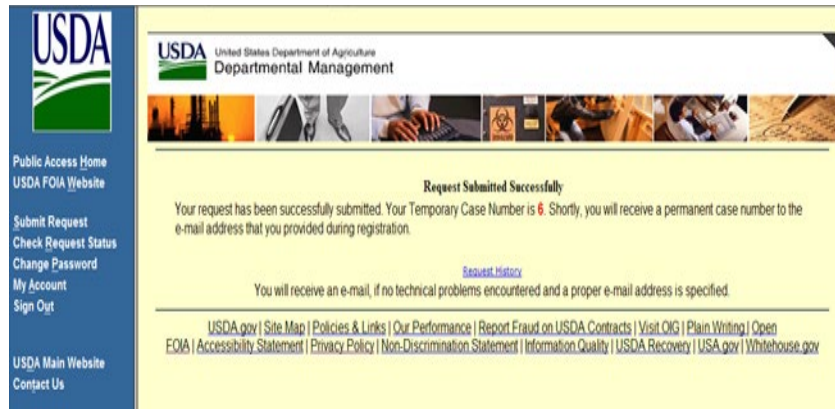 USDA
Public Access Home
USDA FOIA Website
Submit Request
Check Request Status
Change Password
My Account
Sign Out
USDA Main Website
Contact Us
USDA United States Department of Agriculture
Departmental Management
Request Submitted Successfully
Your request has been successfully submitted. Your Temporary Case Number is 6. Shortly, you will receive a permanent case number to the
e-mail address that you provided during registration.
Request History
You will receive an e-mail, if no technical problems encountered and a proper e-mail address is specified.
USDA.gov | Site Map | Policies & Links | Our Performance | Report Fraud on USDA Contracts | Visit OIG | Plain Writing | Open
FOIA | Accessibility Statement | Privacy Policy | Non-Discrimination Statement | Information Quality | USDA Recovery | USA.gov | Whitehouse.gov